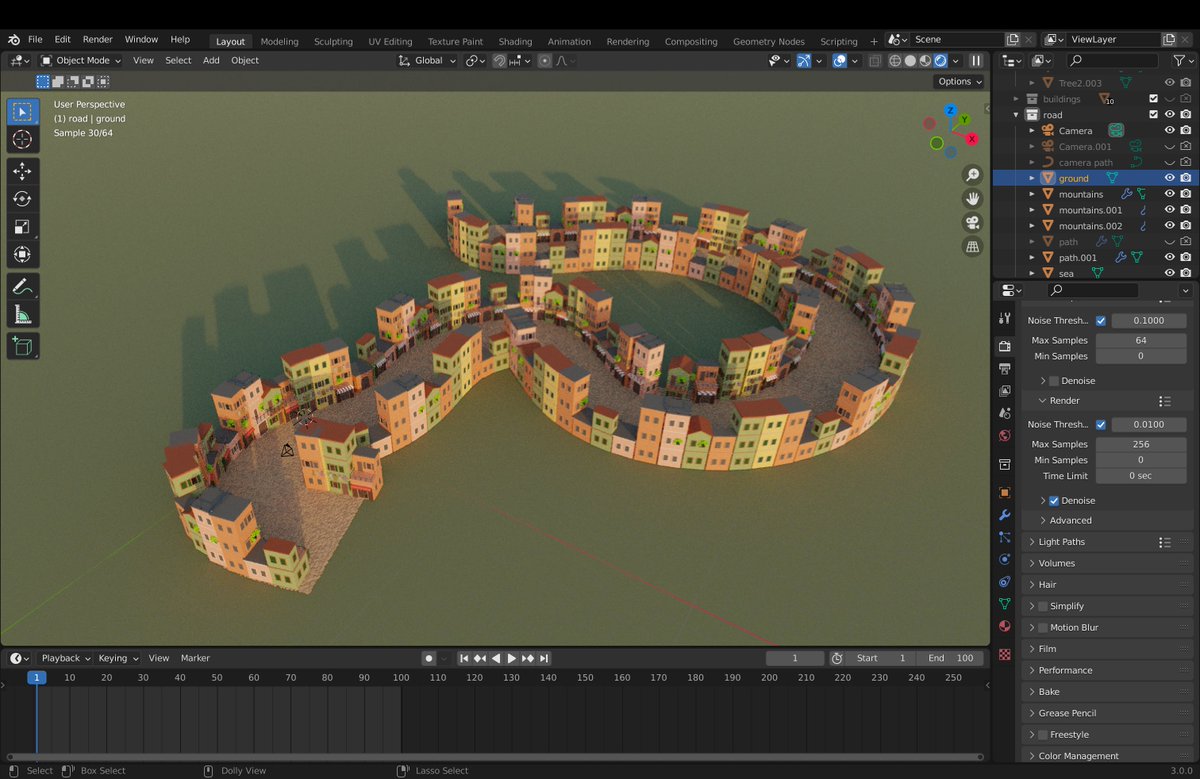 File Edit Render Window Help Layout Modeling Sculpting UV Editing Texture Paint Shading Animation Rendering Compositing Geometry Nodes Scripting + Scene ViewLayer
Object Mode View Select Add Object Global
Options
User Perspective
(1) road | ground
Sample 30/64
Z
Y
X
Tree2.003
buildings 10
road
Camera
Camera.001
camera path
ground
mountains
mountains.001
mountains.002
path
path.001
sea
Noise Thresh... 0.1000
Max Samples 64
Min Samples 0
Denoise
Render
Noise Thresh... 0.0100
Max Samples 256
Min Samples 0
Time Limit 0 sec
Denoise
Advanced
Light Paths
Volumes
Hair
Simplify
Motion Blur
Film
Performance
Bake
Grease Pencil
Freestyle
Color Management
Playback Keying View Marker 1 Start 1 End 100
1 10 20 30 40 50 60 70 80 90 100 110 120 130 140 150 160 170 180 190 200 210 220 230 240 250
Select Box Select Dolly View Lasso Select 3.0.0